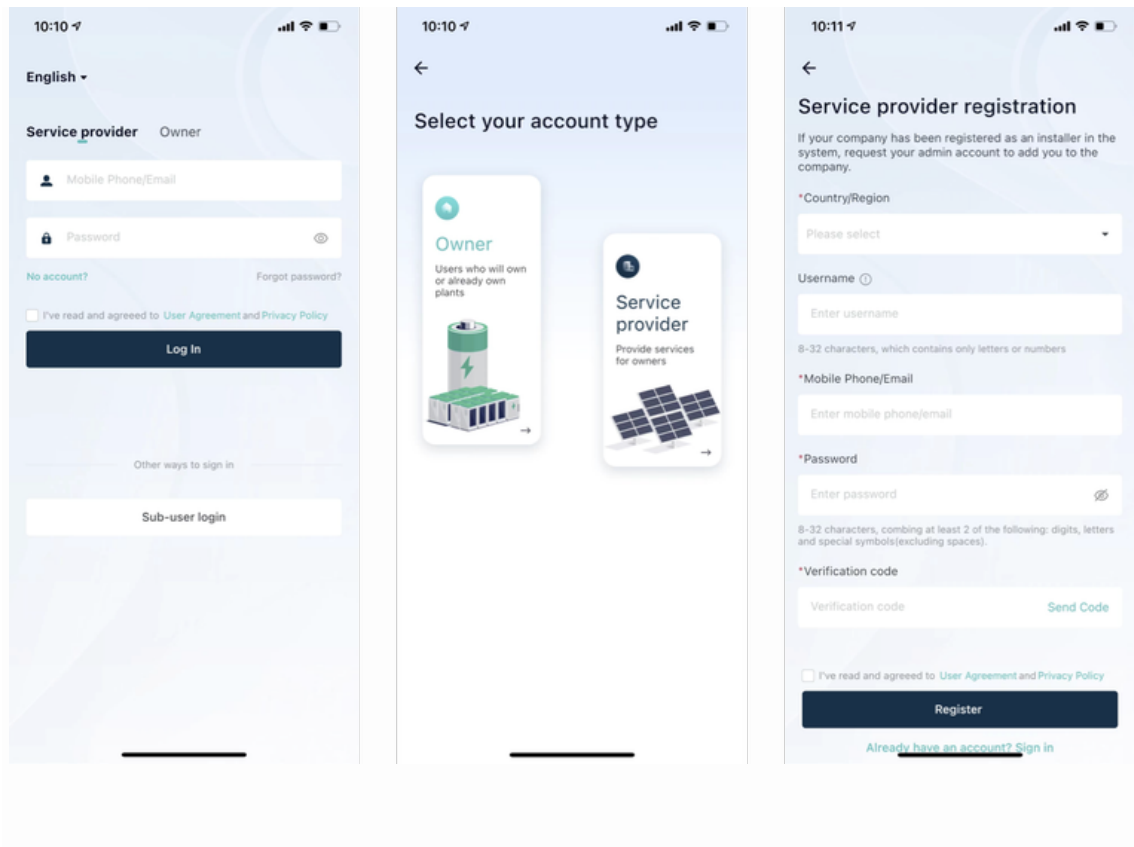 10:10
English
Service provider Owner
Mobile Phone/Email
Password
No account? Forgot password?
I've read and agreeed to User Agreement and Privacy Policy
Log In
Other ways to sign in
Sub-user login
10:10
Select your account type
Owner
Users who will own
or already own
plants
Service
provider
Provide services
for owners
10:11
Service provider registration
If your company has been registered as an installer in the
system, request your admin account to add you to the
company.
*Country/Region
Please select
Username
Enter username
8-32 characters, which contains only letters or numbers
*Mobile Phone/Email
Enter mobile phone/email
*Password
Enter password
8-32 characters, combing at least 2 of the following: digits, letters
and special symbols(excluding spaces).
*Verification code
Verification code Send Code
I've read and agreeed to User Agreement and Privacy Policy
Register
Already have an account? Sign in